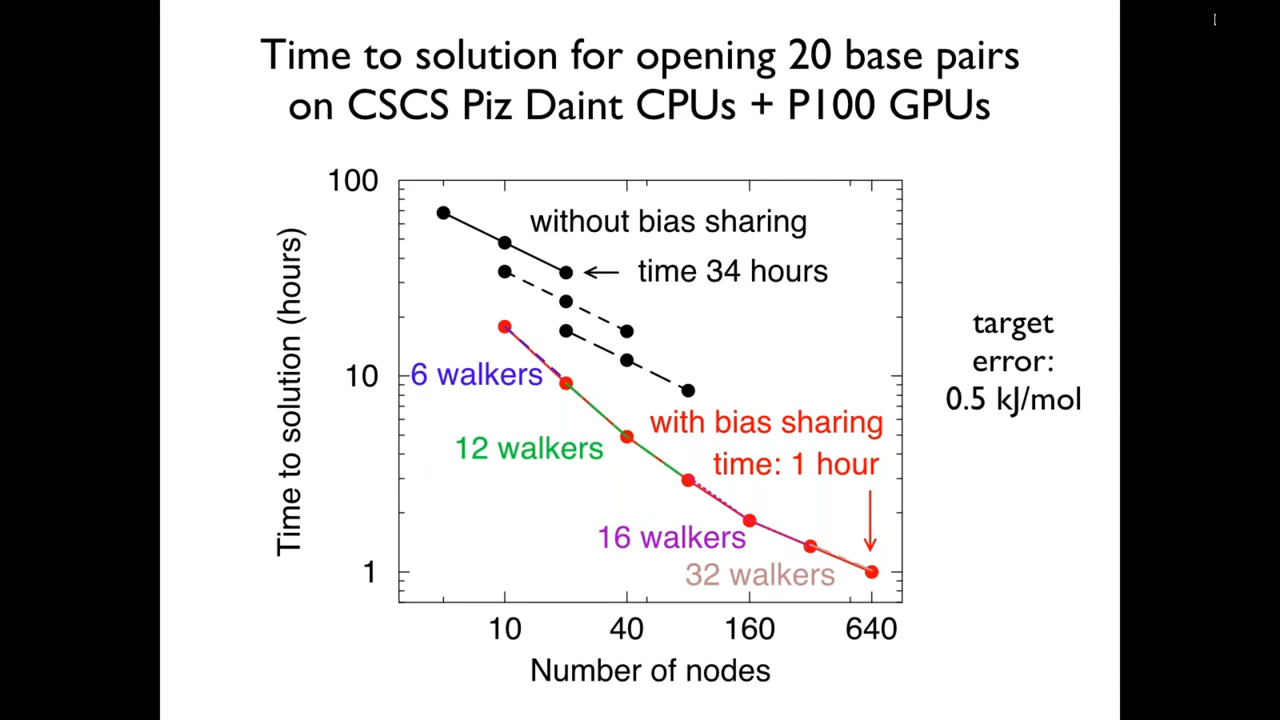 Time to solution for opening 20 base pairs
on CSCS Piz Daint CPUs + P100 GPUs
100
10
1
Time to solution (hours)
without bias sharing
time 34 hours
6 walkers
with bias sharing
12 walkers
time: 1 hour
16 walkers
32 walkers
10 40 160 640
Number of nodes
target
error:
0.5 kJ/mol